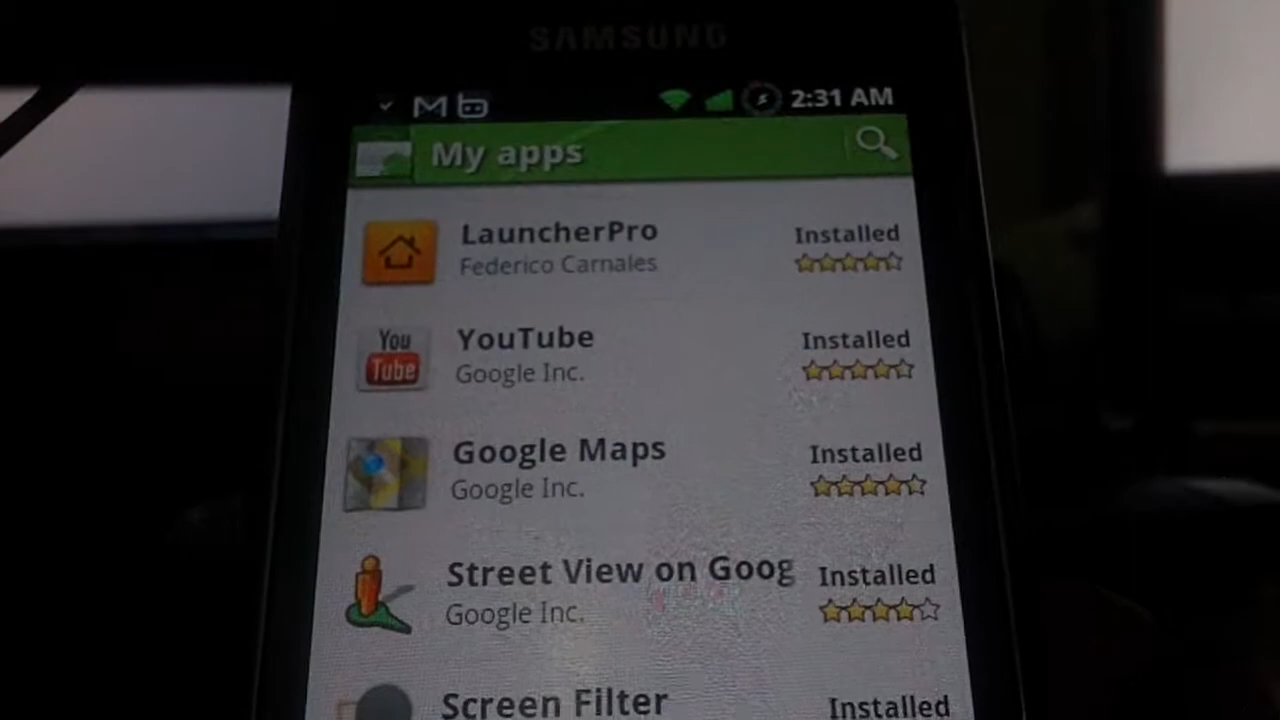 SAMSUNG
2:31 AM
My apps
LauncherPro
Federico Carnales
Installed
You
Tube
YouTube
Google Inc.
Installed
Google Maps
Google Inc.
Installed
Street View on Goog
Google Inc.
Installed
Screen Filter
Installed